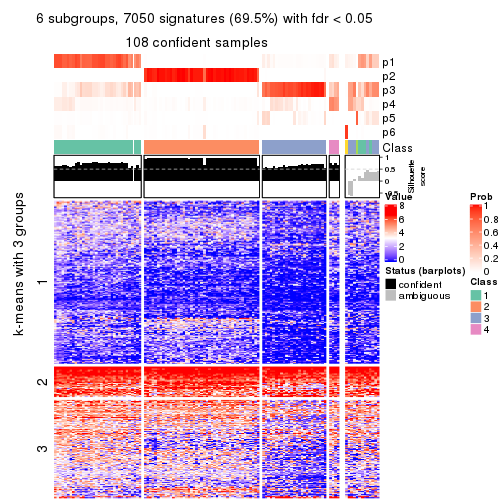 6 subgroups, 7050 signatures (69.5%) with fdr < 0.05
108 confident samples
p1
p2
p3
p4
p5
p6
Class
1
0.5
0
-0.5
Silhouette
score
k-means with 3 groups
1
2
3
Value
8
6
4
2
0
Status (barplots)
confident
ambiguous
Prob
1
0.8
0.6
0.4
0.2
0
Class
1
2
3
4